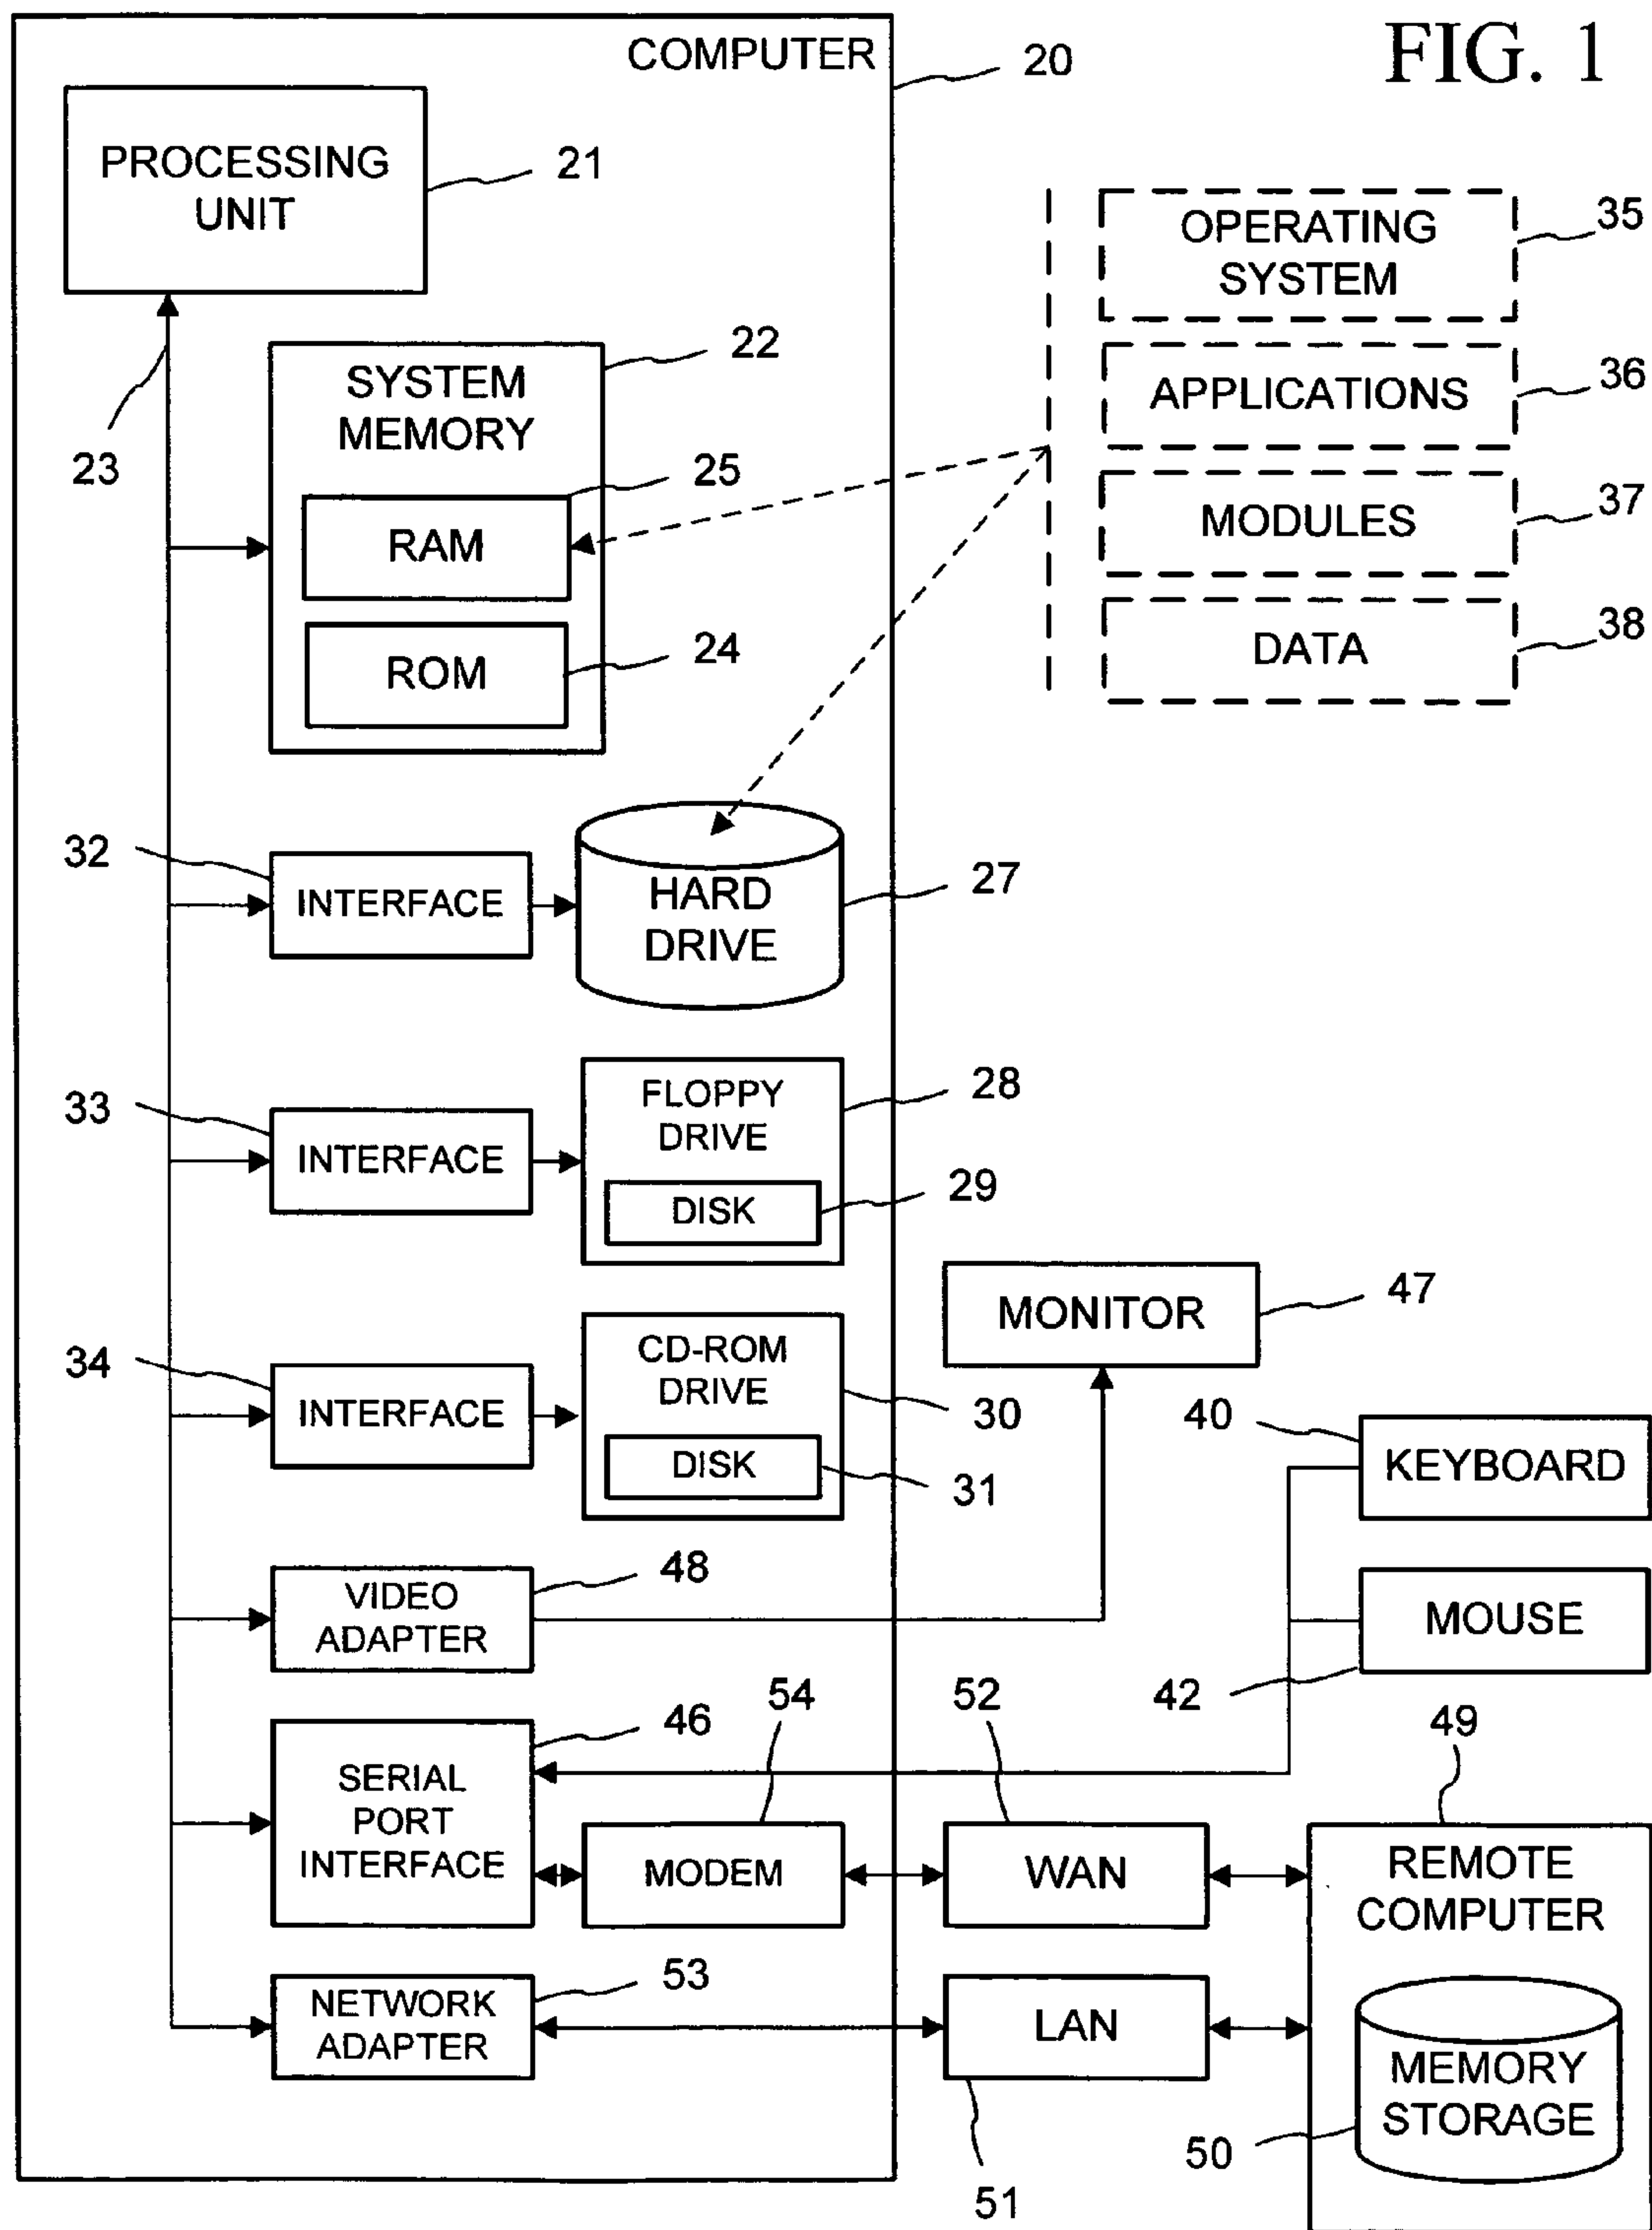 FIG. 1
COMPUTER
20
PROCESSING
UNIT
21
23
SYSTEM
MEMORY
22
RAM
25
ROM
24
OPERATING
SYSTEM
35
APPLICATIONS
36
MODULES
37
DATA
38
32
INTERFACE
HARD
DRIVE
27
33
INTERFACE
FLOPPY
DRIVE
28
DISK
29
34
INTERFACE
CD-ROM
DRIVE
30
DISK
31
MONITOR
47
40
KEYBOARD
MOUSE
42
VIDEO
ADAPTER
48
SERIAL
PORT
INTERFACE
46
54
MODEM
52
WAN
49
REMOTE
COMPUTER
NETWORK
ADAPTER
53
LAN
51
MEMORY
STORAGE
50